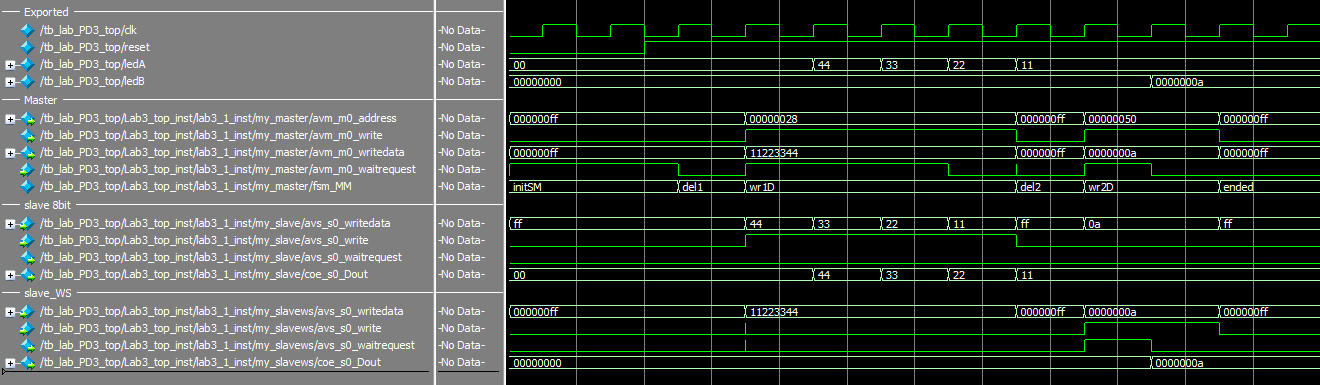 Exported
/tb_lab_PD3_top/clk -No Data-
/tb_lab_PD3_top/reset -No Data-
/tb_lab_PD3_top/ledA -No Data- 00 44 33 22 11
/tb_lab_PD3_top/ledB -No Data- 00000000 0000000a
Master
/tb_lab_PD3_top/Lab3_top_inst/lab3_1_inst/my_master/avm_m0_address -No Data- 000000ff 00000028 000000ff 00000050 000000ff
/tb_lab_PD3_top/Lab3_top_inst/lab3_1_inst/my_master/avm_m0_write -No Data-
/tb_lab_PD3_top/Lab3_top_inst/lab3_1_inst/my_master/avm_m0_writedata -No Data- 000000ff 11223344 000000ff 0000000a 000000ff
/tb_lab_PD3_top/Lab3_top_inst/lab3_1_inst/my_master/avm_m0_waitrequest -No Data-
/tb_lab_PD3_top/Lab3_top_inst/lab3_1_inst/my_master/fsm_MM -No Data- initSM del1 wr1D del2 wr2D ended
slave 8bit
/tb_lab_PD3_top/Lab3_top_inst/lab3_1_inst/my_slave/avs_s0_writedata -No Data- ff 44 33 22 11 ff 0a ff
/tb_lab_PD3_top/Lab3_top_inst/lab3_1_inst/my_slave/avs_s0_write -No Data-
/tb_lab_PD3_top/Lab3_top_inst/lab3_1_inst/my_slave/avs_s0_waitrequest -No Data-
/tb_lab_PD3_top/Lab3_top_inst/lab3_1_inst/my_slave/coe_s0_Dout -No Data- 00 44 33 22 11
slave_WS
/tb_lab_PD3_top/Lab3_top_inst/lab3_1_inst/my_slavews/avs_s0_writedata -No Data- 000000ff 11223344 000000ff 0000000a 000000ff
/tb_lab_PD3_top/Lab3_top_inst/lab3_1_inst/my_slavews/avs_s0_write -No Data-
/tb_lab_PD3_top/Lab3_top_inst/lab3_1_inst/my_slavews/avs_s0_waitrequest -No Data-
/tb_lab_PD3_top/Lab3_top_inst/lab3_1_inst/my_slavews/coe_s0_Dout -No Data- 00000000 0000000a